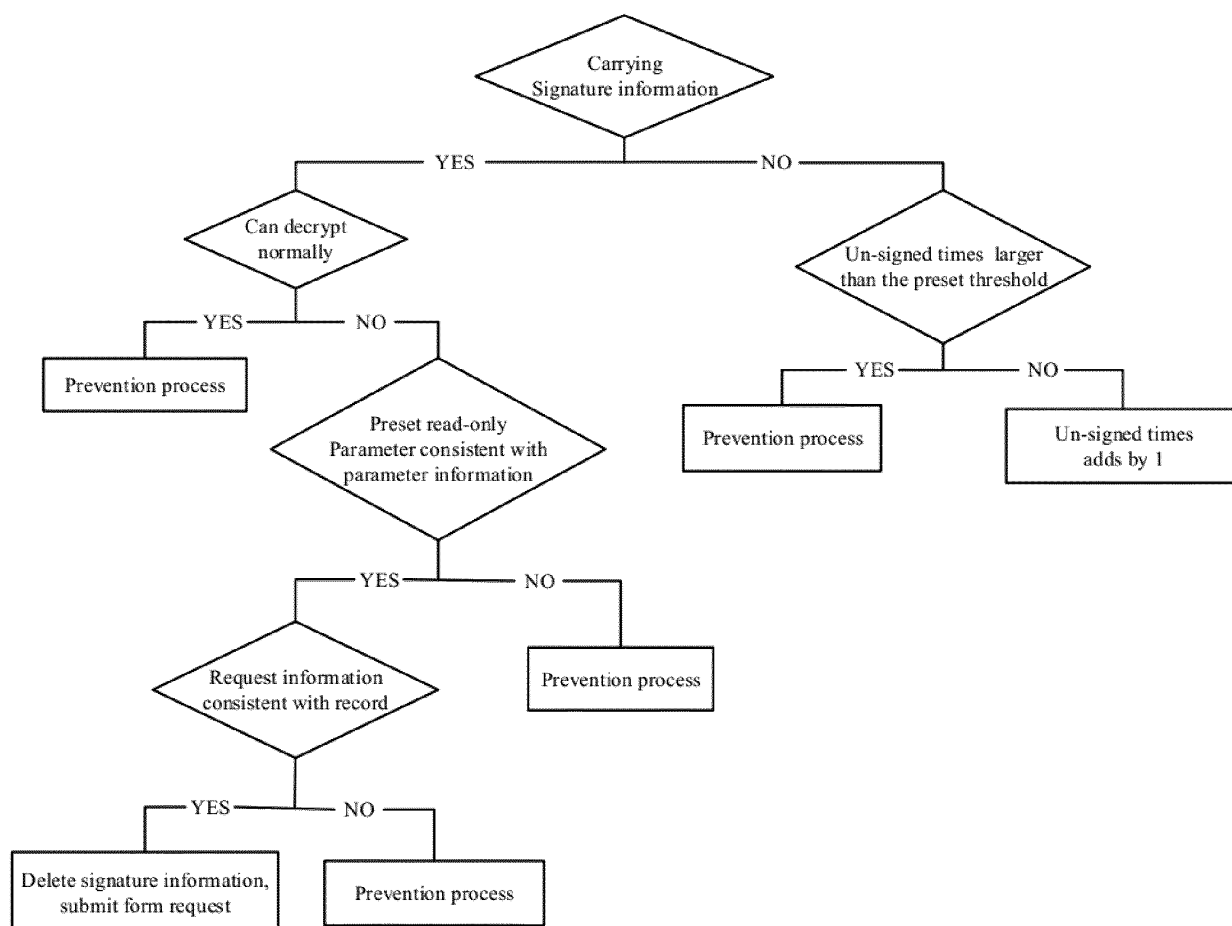 Carrying
Signature information
YES
NO
Can decrypt
normally
Un-signed times larger
than the preset threshold
YES
NO
Prevention process
YES
NO
Preset read-only
Parameter consistent with
parameter information
Prevention process
Un-signed times
adds by 1
YES
NO
Request information
consistent with record
Prevention process
YES
NO
Delete signature information,
submit form request
Prevention process